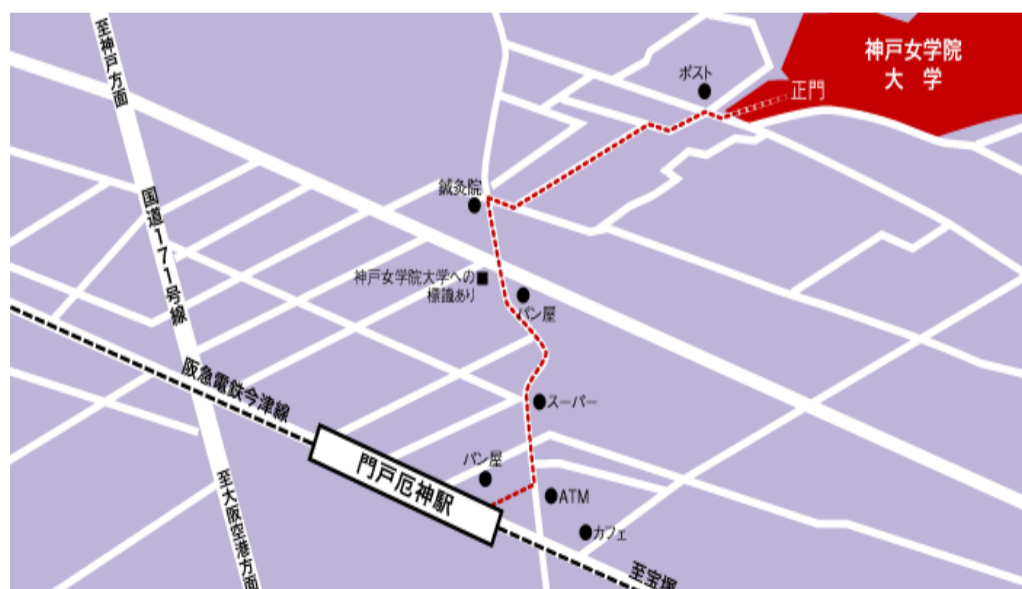 至神戸方面
神戸女学院
大学
ポスト
正門
鍼灸院
国道171号線
神戸女学院大学への
標識あり
パン屋
阪急電鉄今津線
スーパー
パン屋
門戸厄神駅
ATM
カフェ
至大阪空港方面
至宝塚